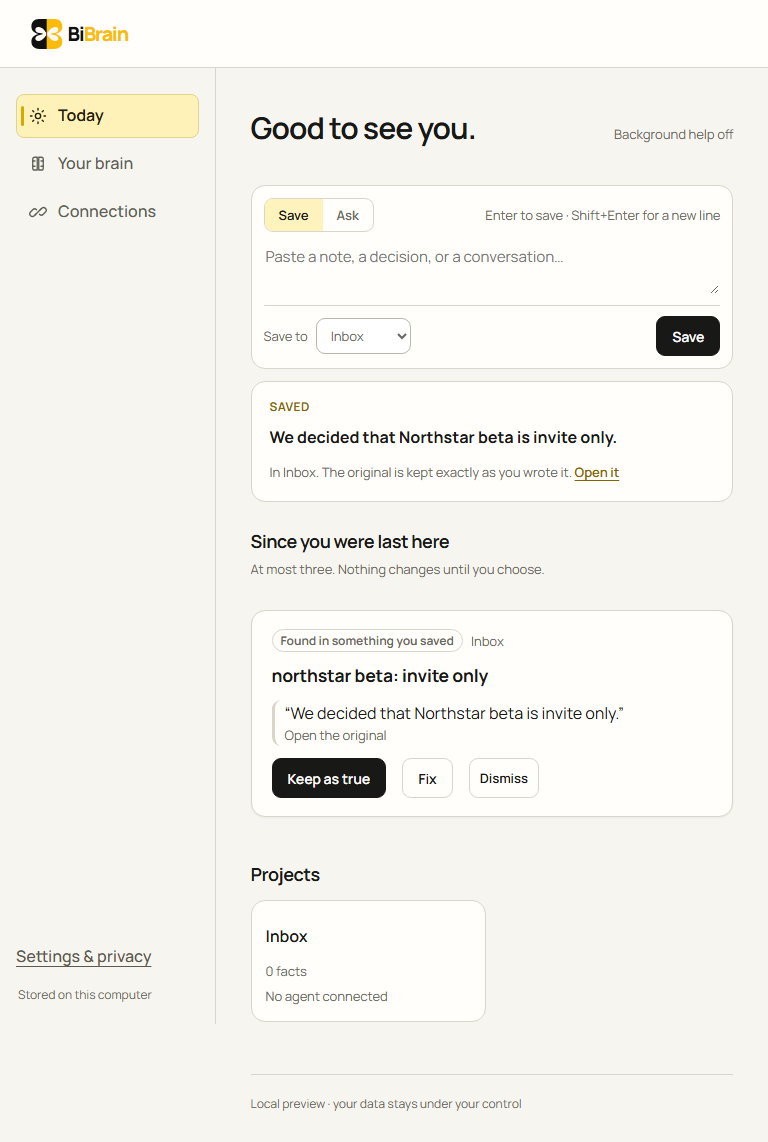 BiBrain
Today
Your brain
Connections
Good to see you.
Background help off
Save
Ask
Enter to save · Shift+Enter for a new line
Paste a note, a decision, or a conversation…
Save to
Inbox
Save
SAVED
We decided that Northstar beta is invite only.
In Inbox. The original is kept exactly as you wrote it. Open it
Since you were last here
At most three. Nothing changes until you choose.
Found in something you saved
Inbox
northstar beta: invite only
“We decided that Northstar beta is invite only.”
Open the original
Keep as true
Fix
Dismiss
Projects
Inbox
0 facts
No agent connected
Settings & privacy
Stored on this computer
Local preview · your data stays under your control